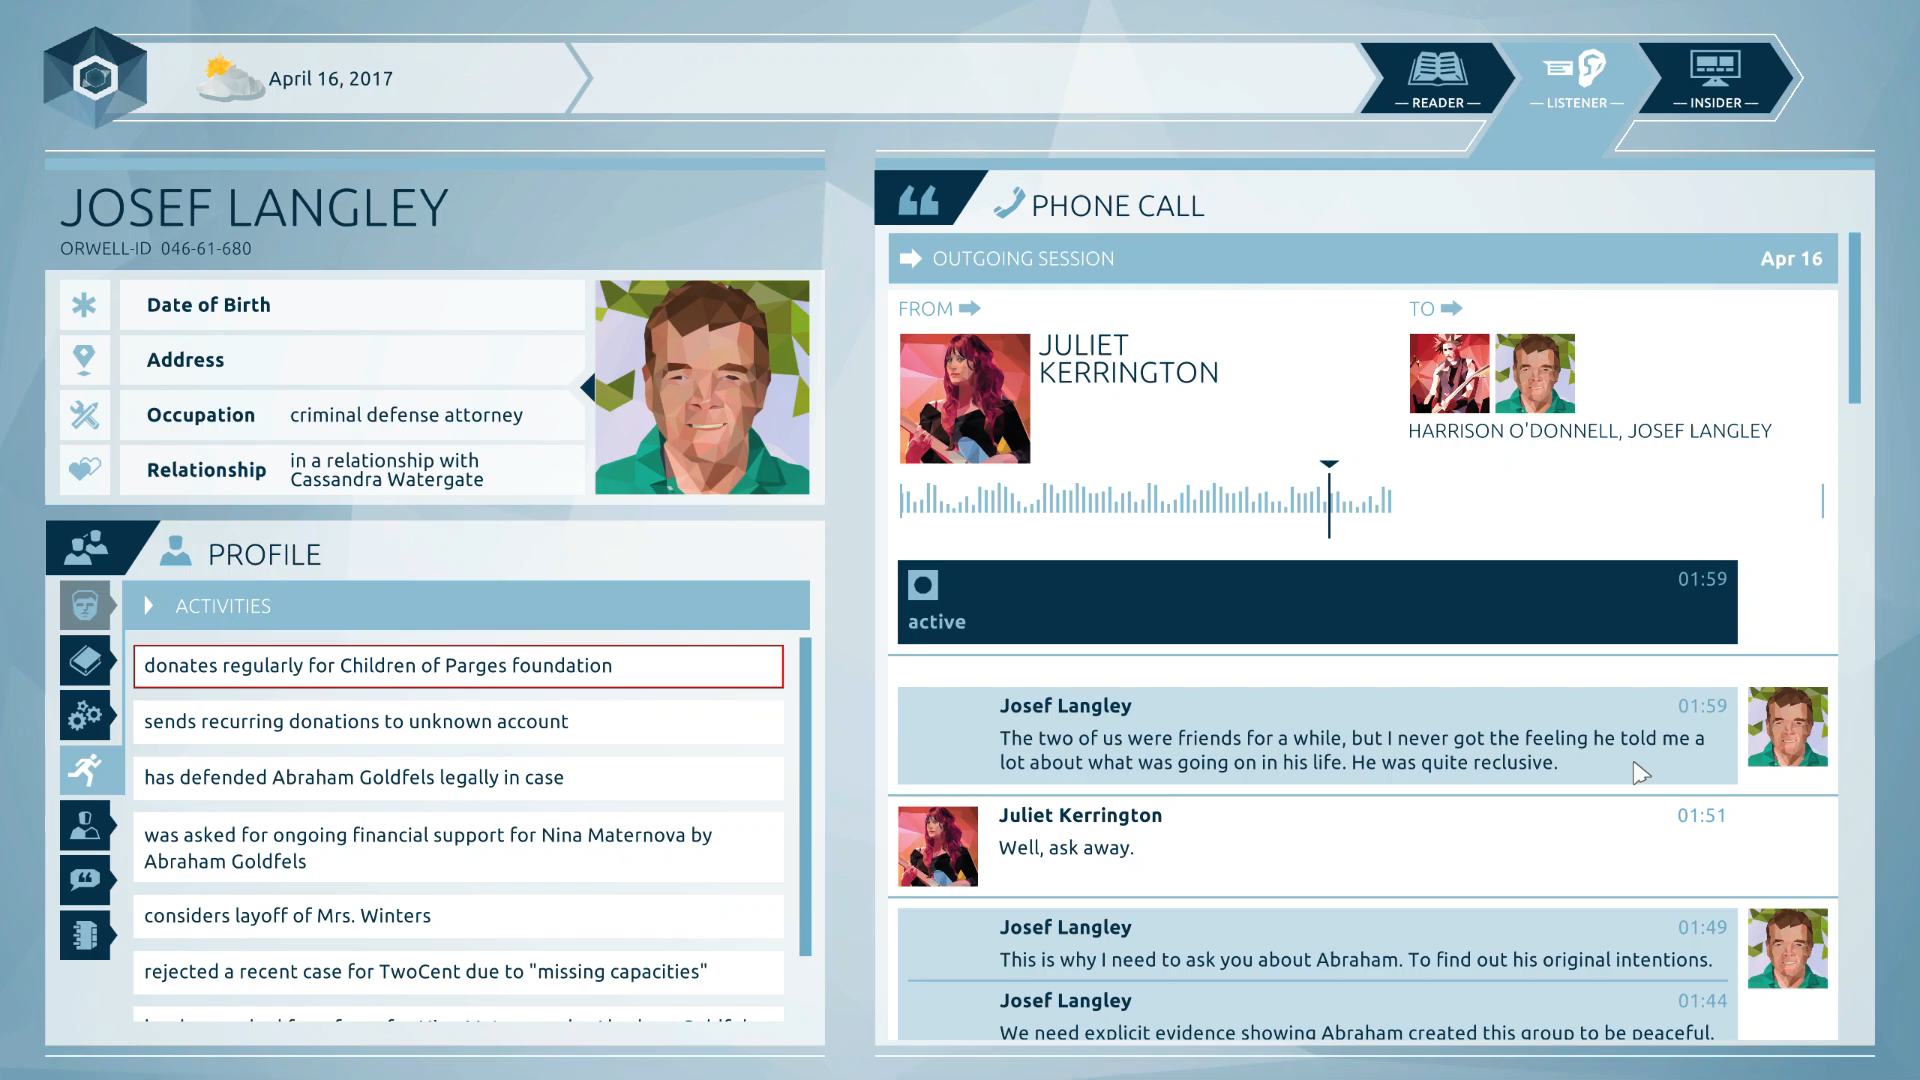 April 16, 2017
— READER —
— LISTENER —
— INSIDER —
JOSEF LANGLEY
ORWELL-ID 046-61-680
Date of Birth
Address
Occupation criminal defense attorney
Relationship in a relationship with
Cassandra Watergate
PROFILE
ACTIVITIES
donates regularly for Children of Parges foundation
sends recurring donations to unknown account
has defended Abraham Goldfels legally in case
was asked for ongoing financial support for Nina Maternova by
Abraham Goldfels
considers layoff of Mrs. Winters
rejected a recent case for TwoCent due to "missing capacities"
PHONE CALL
OUTGOING SESSION Apr 16
FROM
JULIET
KERRINGTON
TO
HARRISON O'DONNELL, JOSEF LANGLEY
01:59
active
Josef Langley 01:59
The two of us were friends for a while, but I never got the feeling he told me a
lot about what was going on in his life. He was quite reclusive.
Juliet Kerrington 01:51
Well, ask away.
Josef Langley 01:49
This is why I need to ask you about Abraham. To find out his original intentions.
Josef Langley 01:44
We need explicit evidence showing Abraham created this group to be peaceful.